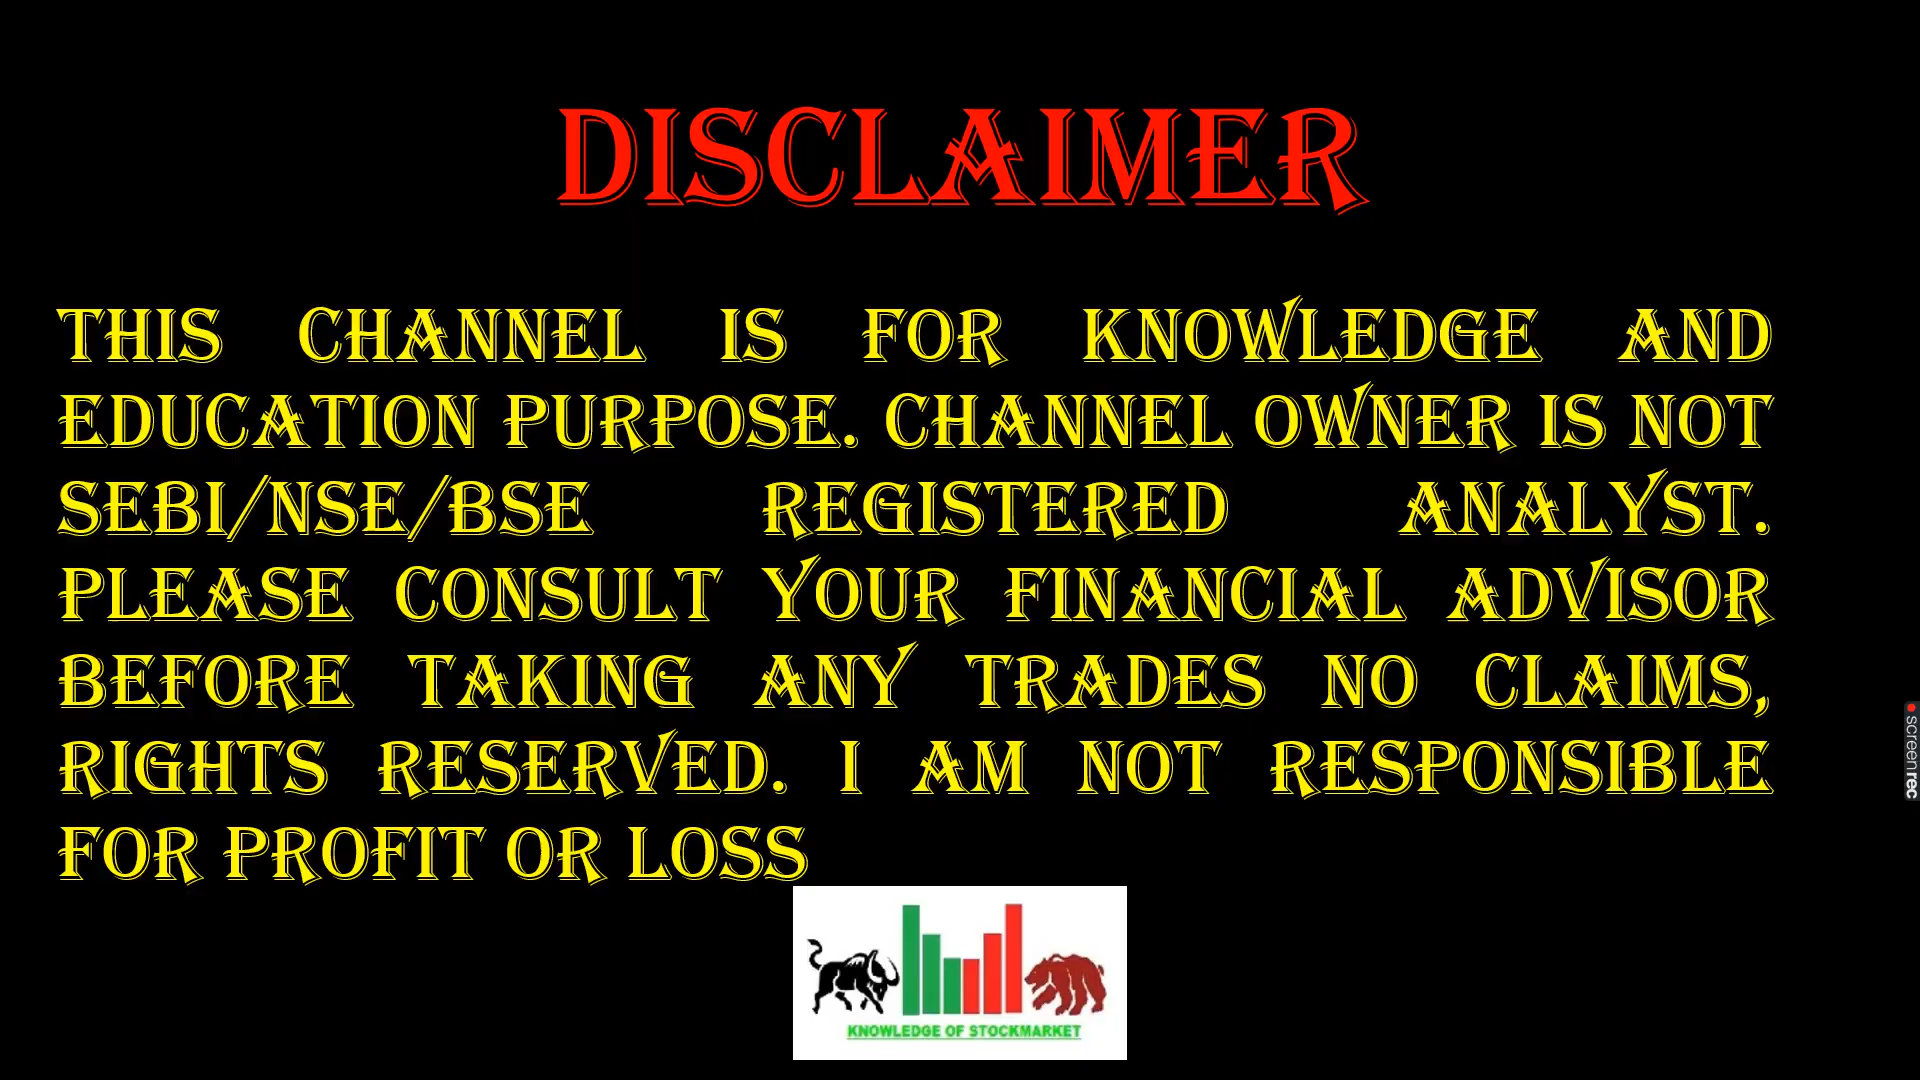 DISCLAIMER
THIS CHANNEL IS FOR KNOWLEDGE AND
EDUCATION PURPOSE. CHANNEL OWNER IS NOT
SEBI/NSE/BSE REGISTERED ANALYST.
PLEASE CONSULT YOUR FINANCIAL ADVISOR
BEFORE TAKING ANY TRADES NO CLAIMS,
RIGHTS RESERVED. I AM NOT RESPONSIBLE
FOR PROFIT OR LOSS
KNOWLEDGE OF STOCKMARKET
screenrec